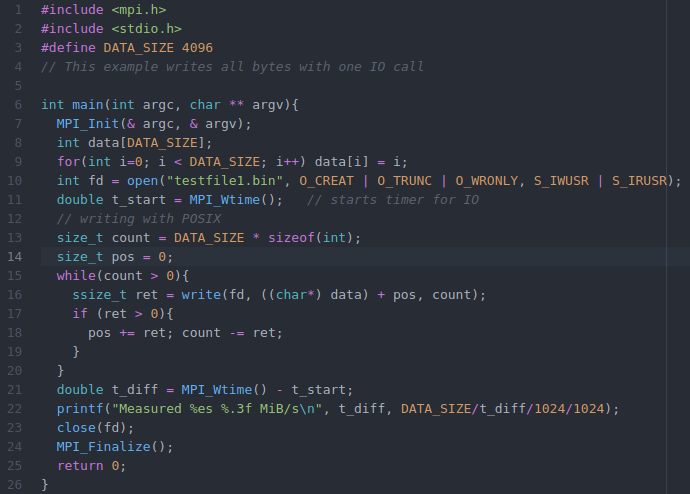 1 #include <mpi.h>
2 #include <stdio.h>
3 #define DATA_SIZE 4096
4 // This example writes all bytes with one IO call
5
6 int main(int argc, char ** argv){
7   MPI_Init(& argc, & argv);
8   int data[DATA_SIZE];
9   for(int i=0; i < DATA_SIZE; i++) data[i] = i;
10   int fd = open("testfile1.bin", O_CREAT | O_TRUNC | O_WRONLY, S_IWUSR | S_IRUSR);
11   double t_start = MPI_Wtime();   // starts timer for IO
12   // writing with POSIX
13   size_t count = DATA_SIZE * sizeof(int);
14   size_t pos = 0;
15   while(count > 0){
16     ssize_t ret = write(fd, ((char*) data) + pos, count);
17     if (ret > 0){
18       pos += ret; count -= ret;
19     }
20   }
21   double t_diff = MPI_Wtime() - t_start;
22   printf("Measured %es %.3f MiB/s\n", t_diff, DATA_SIZE/t_diff/1024/1024);
23   close(fd);
24   MPI_Finalize();
25   return 0;
26 }